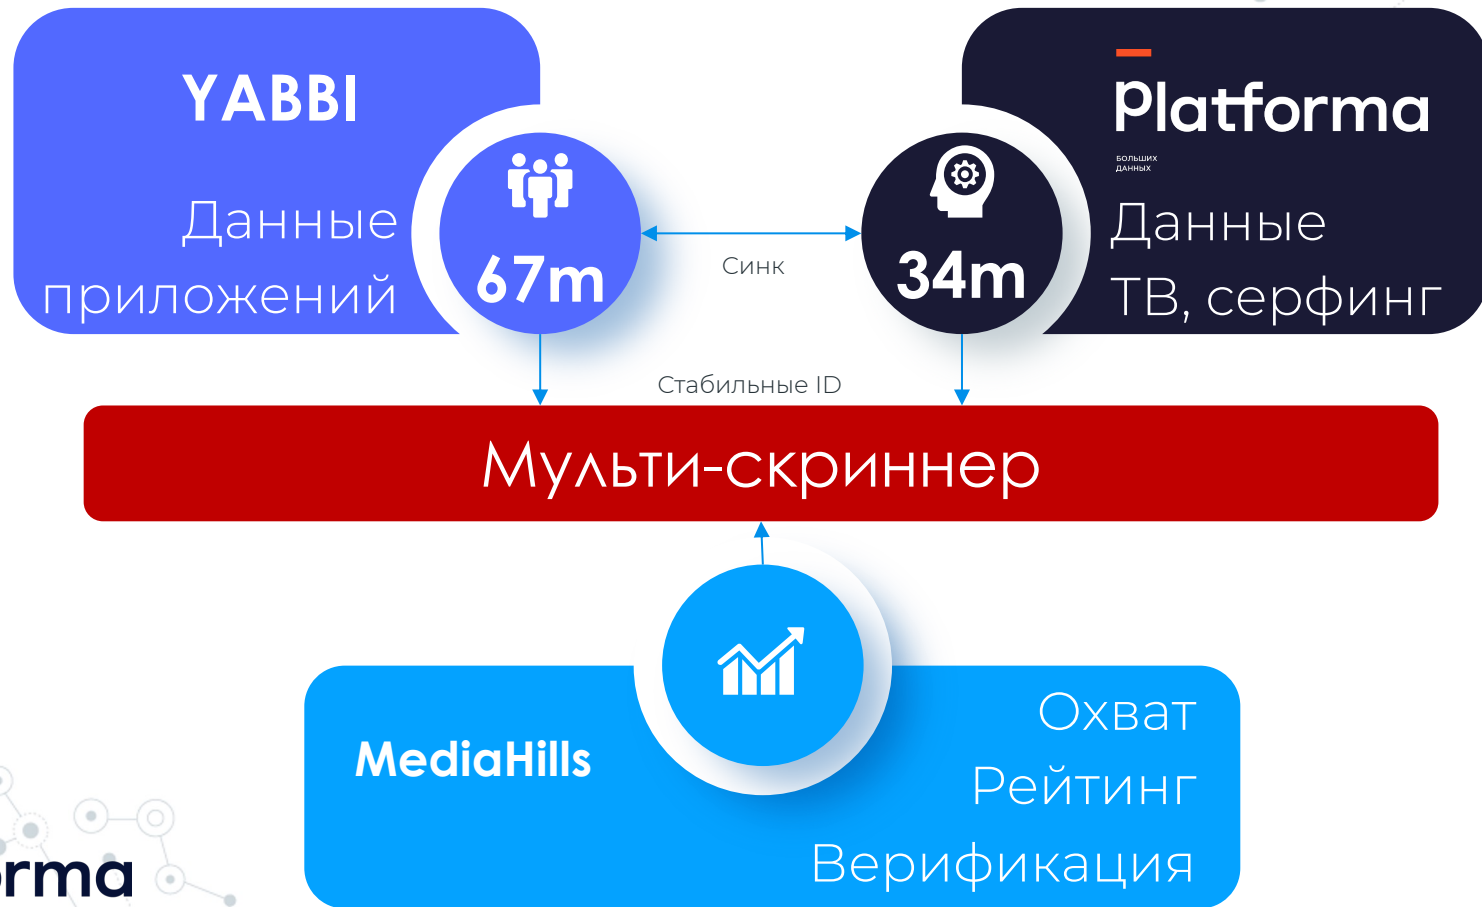 YABBI
Данные
приложений
67m
Синк
34m
Platforma
БОЛЬШИХ
ДАННЫХ
Данные
ТВ, серфинг
Стабильные ID
Мульти-скриннер
MediaHills
Охват
Рейтинг
Верификация
orma